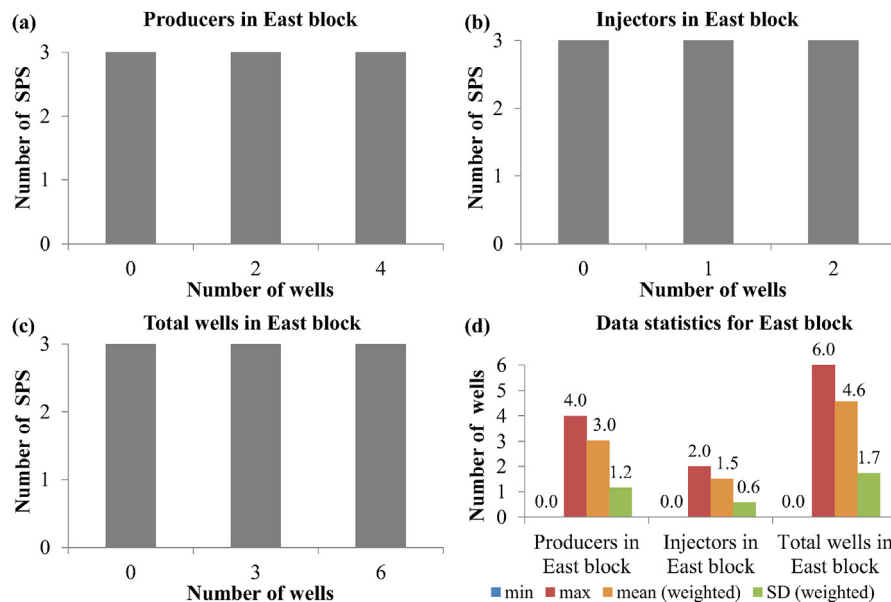 (a) Producers in East block
Number of SPS
3
2
1
0
0 2 4
Number of wells
(b) Injectors in East block
Number of SPS
3
2
1
0
0 1 2
Number of wells
(c) Total wells in East block
Number of SPS
3
2
1
0
0 3 6
Number of wells
(d) Data statistics for East block
Number of wells
6
5
4
3
2
1
0
0.0 4.0 3.0 1.2
0.0 2.0 1.5 0.6
0.0 6.0 4.6 1.7
Producers in
East block
Injectors in
East block
Total wells in
East block
min max mean (weighted) SD (weighted)